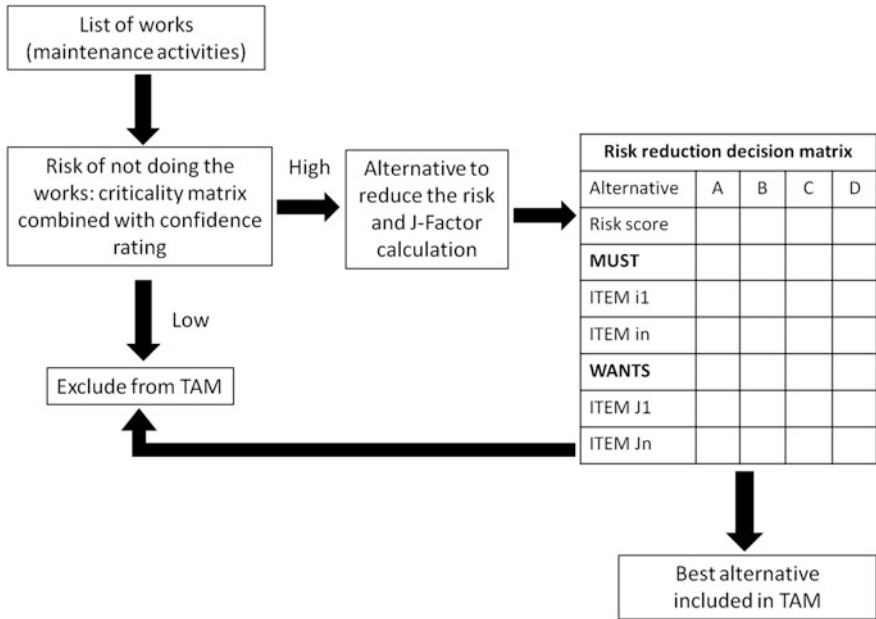 List of works
(maintenance activities)
Risk of not doing the
works: criticality matrix
combined with confidence
rating
High
Alternative to
reduce the risk
and J-Factor
calculation
Low
Exclude from TAM
Risk reduction decision matrix
Alternative A B C D
Risk score
MUST
ITEM i1
ITEM in
WANTS
ITEM J1
ITEM Jn
Best alternative
included in TAM